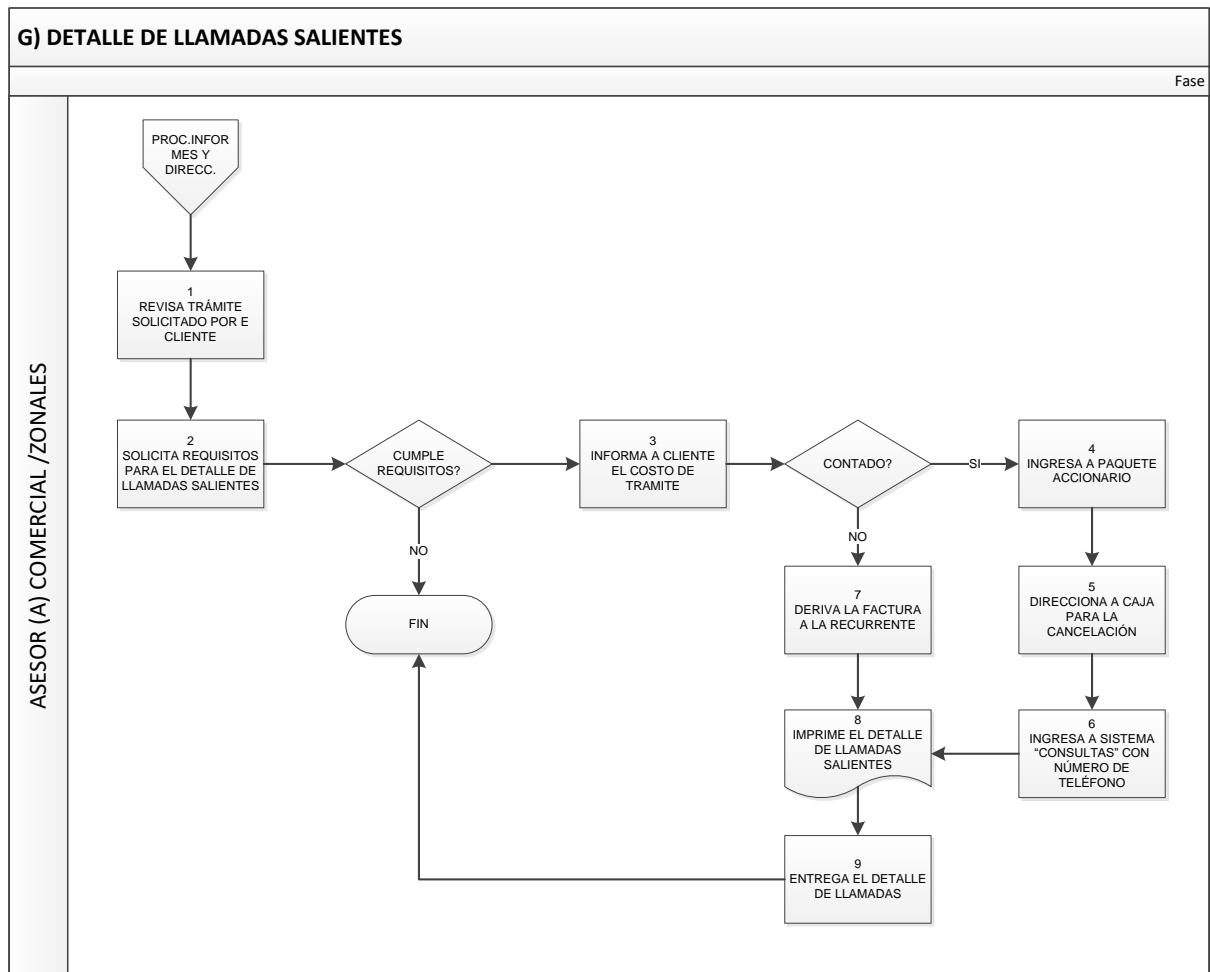 G) DETALLE DE LLAMADAS SALIENTES
Fase
ASESOR (A) COMERCIAL /ZONALES
PROC.INFOR
MES Y
DIRECC.
1
REVISA TRÁMITE
SOLICITADO POR E
CLIENTE
2
SOLICITA REQUISITOS
PARA EL DETALLE DE
LLAMADAS SALIENTES
CUMPLE
REQUISITOS?
NO
FIN
3
INFORMA A CLIENTE
EL COSTO DE
TRAMITE
CONTADO?
SI
NO
4
INGRESA A PAQUETE
ACCIONARIO
5
DIRECCIONA A CAJA
PARA LA
CANCELACIÓN
6
INGRESA A SISTEMA
“CONSULTAS” CON
NÚMERO DE
TELÉFONO
7
DERIVA LA FACTURA
A LA RECURRENTE
8
IMPRIME EL DETALLE
DE LLAMADAS
SALIENTES
9
ENTREGA EL DETALLE
DE LLAMADAS